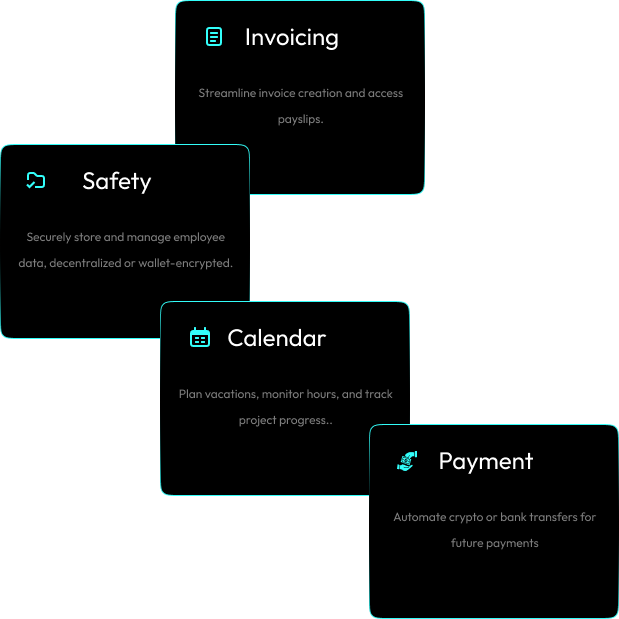 Invoicing
Streamline invoice creation and access
payslips.
Safety
Securely store and manage employee
data, decentralized or wallet-encrypted.
Calendar
Plan vacations, monitor hours, and track
project progress..
Payment
Automate crypto or bank transfers for
future payments